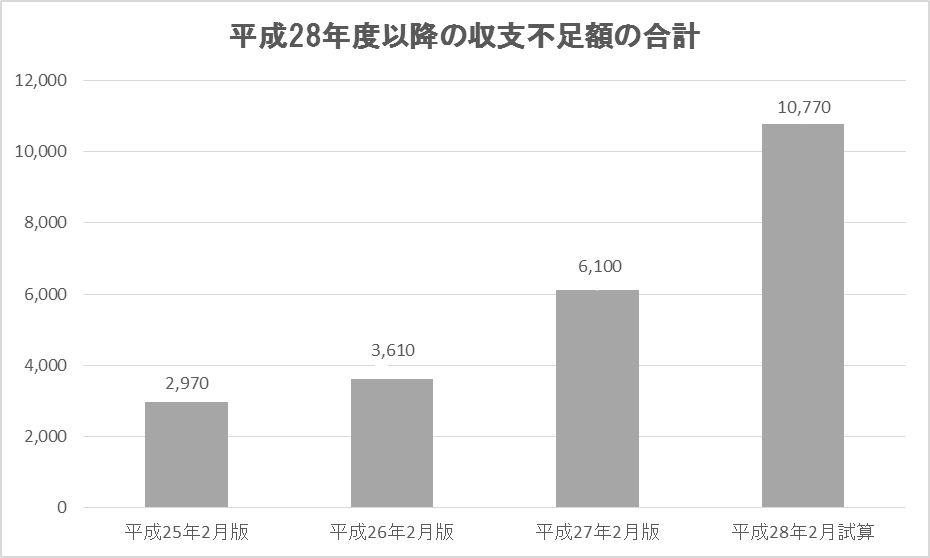 平成28年度以降の収支不足額の合計
12,000
10,000
8,000
6,000
4,000
2,000
0
2,970
3,610
6,100
10,770
平成25年2月版
平成26年2月版
平成27年2月版
平成28年2月試算